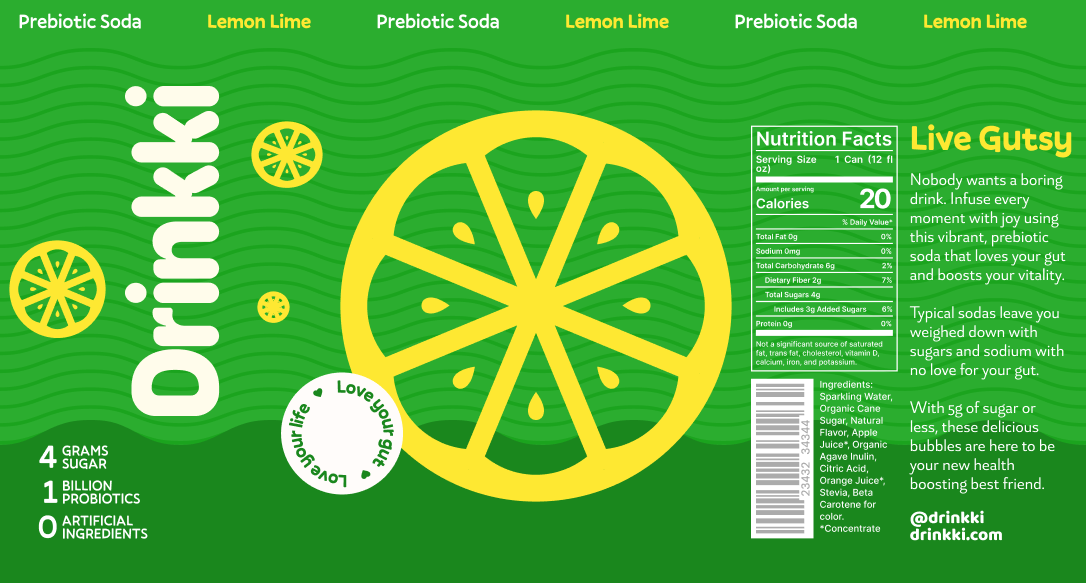 Prebiotic Soda Lemon Lime Prebiotic Soda Lemon Lime Prebiotic Soda Lemon Lime
Drinkki
4 GRAMS
SUGAR
1 BILLION
PROBIOTICS
0 ARTIFICIAL
INGREDIENTS
Love your gut ♥ Love your life ♥
Nutrition Facts
Serving Size 1 Can (12 fl
oz)
Amount per serving
Calories 20
% Daily Value*
Total Fat 0g 0%
Sodium 0mg 0%
Total Carbohydrate 6g 2%
Dietary Fiber 2g 7%
Total Sugars 4g
Includes 3g Added Sugars 6%
Protein 0g 0%
Not a significant source of saturated
fat, trans fat, cholesterol, vitamin D,
calcium, iron, and potassium.
23432 34344
Ingredients:
Sparkling Water,
Organic Cane
Sugar, Natural
Flavor, Apple
Juice*, Organic
Agave Inulin,
Citric Acid,
Orange Juice*,
Stevia, Beta
Carotene for
color.
*Concentrate
Live Gutsy
Nobody wants a boring
drink. Infuse every
moment with joy using
this vibrant, prebiotic
soda that loves your gut
and boosts your vitality.
Typical sodas leave you
weighed down with
sugars and sodium with
no love for your gut.
With 5g of sugar or
less, these delicious
bubbles are here to be
your new health
boosting best friend.
@drinkki
drinkki.com